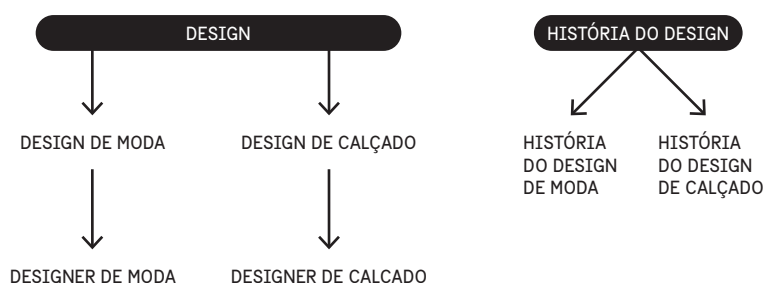 DESIGN
HISTÓRIA DO DESIGN
DESIGN DE MODA
DESIGN DE CALÇADO
HISTÓRIA
DO DESIGN
DE MODA
HISTÓRIA
DO DESIGN
DE CALÇADO
DESIGNER DE MODA
DESIGNER DE CALCADO